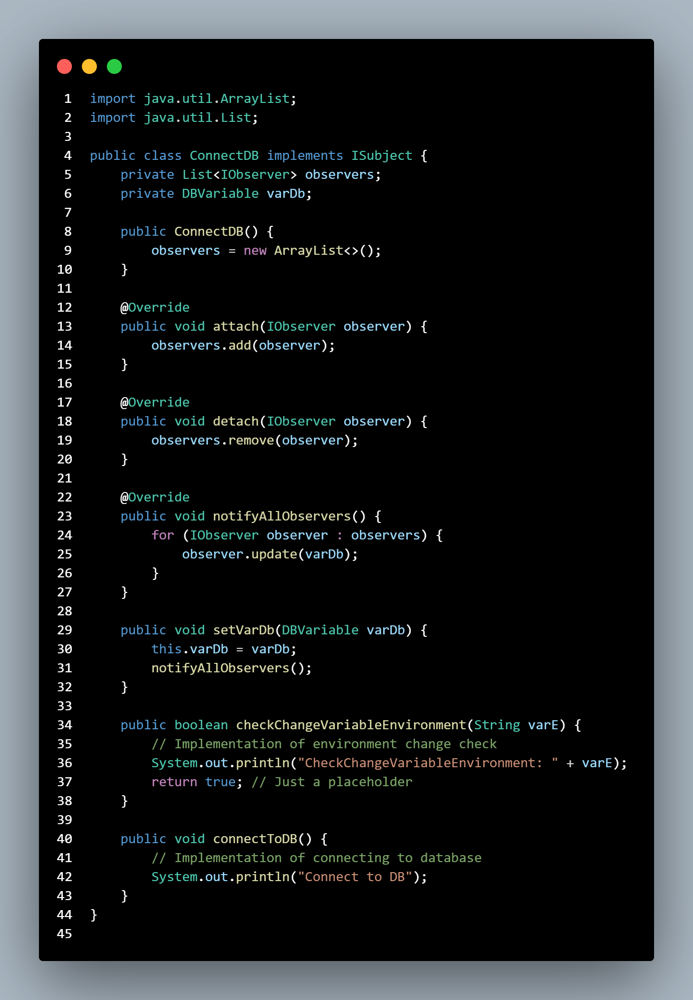 1 import java.util.ArrayList;
2 import java.util.List;
3
4 public class ConnectDB implements ISubject {
5     private List<IObserver> observers;
6     private DBVariable varDb;
7
8     public ConnectDB() {
9         observers = new ArrayList<>();
10     }
11
12     @Override
13     public void attach(IObserver observer) {
14         observers.add(observer);
15     }
16
17     @Override
18     public void detach(IObserver observer) {
19         observers.remove(observer);
20     }
21
22     @Override
23     public void notifyAllObservers() {
24         for (IObserver observer : observers) {
25             observer.update(varDb);
26         }
27     }
28
29     public void setVarDb(DBVariable varDb) {
30         this.varDb = varDb;
31         notifyAllObservers();
32     }
33
34     public boolean checkChangeVariableEnvironment(String varE) {
35         // Implementation of environment change check
36         System.out.println("CheckChangeVariableEnvironment: " + varE);
37         return true; // Just a placeholder
38     }
39
40     public void connectToDB() {
41         // Implementation of connecting to database
42         System.out.println("Connect to DB");
43     }
44 }
45